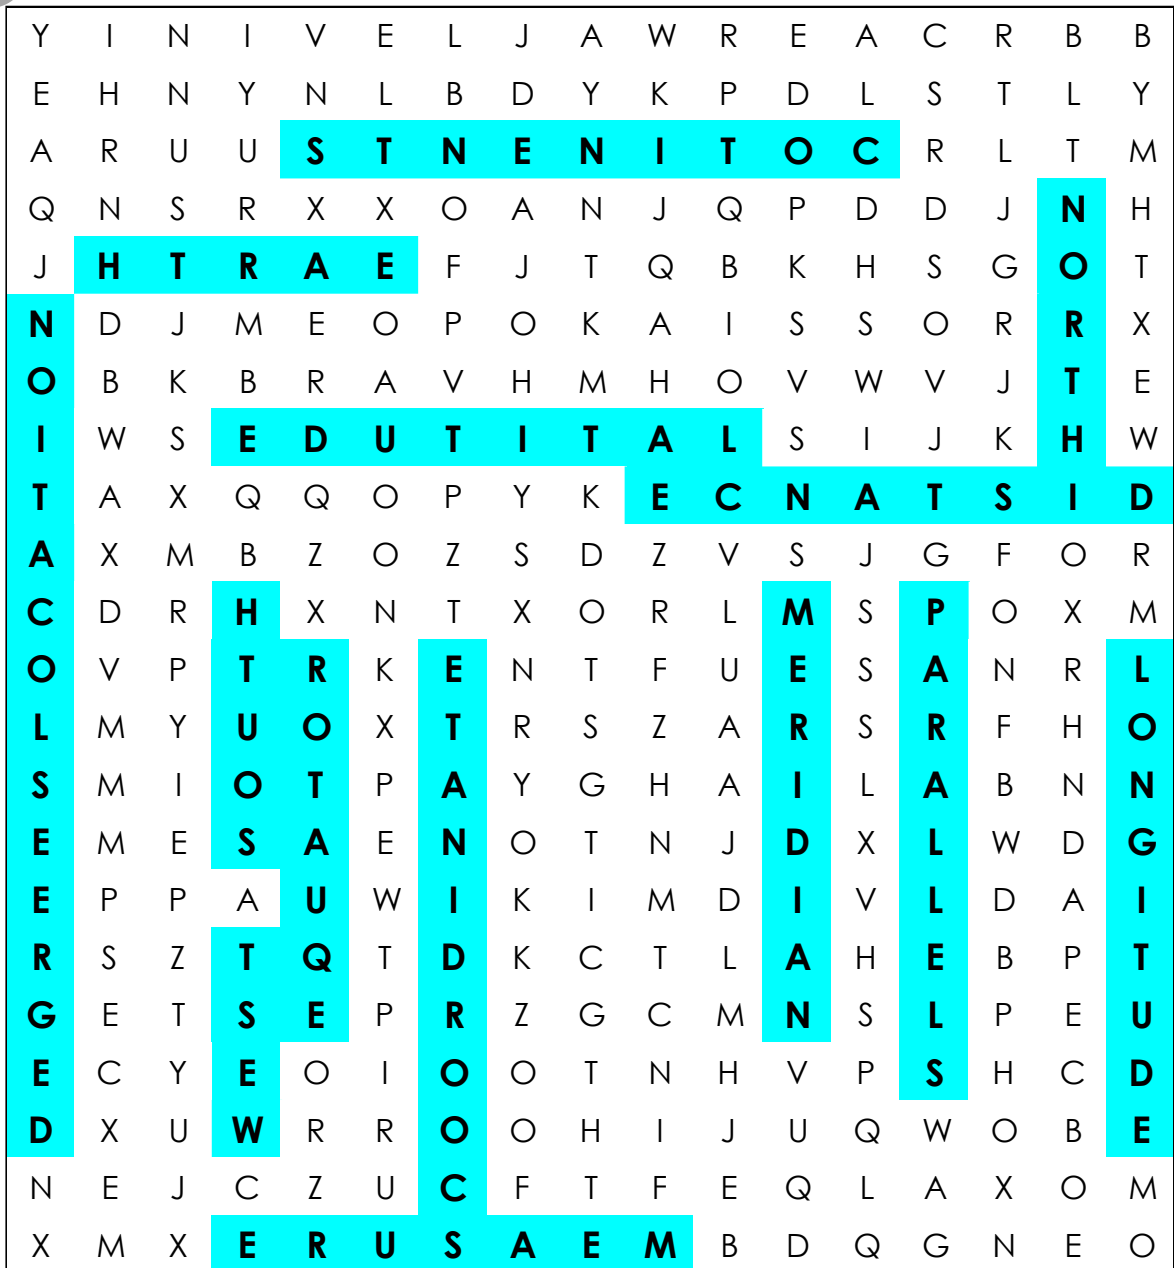 Y I N I V E L J A W R E A C R B B
E H N Y N L B D Y K P D L S T L Y
A R U U S T N E N I T O C R L T M
Q N S R X X O A N J Q P D D J N H
J H T R A E F J T Q B K H S G O T
N D J M E O P O K A I S S O R R X
O B K B R A V H M H O V W V J T E
I W S E D U T I T A L S I J K H W
T A X Q Q O P Y K E C N A T S I D
A X M B Z O Z S D Z V S J G F O R
C D R H X N T X O R L M S P O X M
O V P T R K E N T F U E S A N R L
L M Y U O X T R S Z A R S R F H O
S M I O T P A Y G H A I L A B N N
E M E S A E N O T N J D X L W D G
E P P A U W I K I M D I V L D A I
R S Z T Q T D K C T L A H E B P T
G E T S E P R Z G C M N S L P E U
E C Y E O I O O T N H V P S H C D
D X U W R R O O H I J U Q W O B E
N E J C Z U C F T F E Q L A X O M
X M X E R U S A E M B D Q G N E O